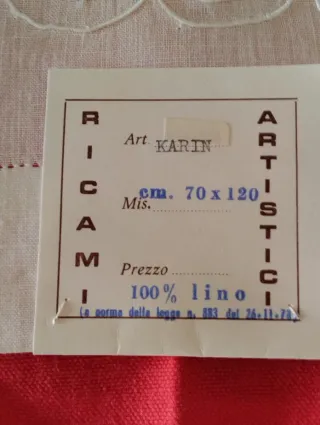 RICAMI
ARTISTICI
Art. KARIN
Mis. cm. 70 x 120
Prezzo
100% lino
(a norma della legge n. 883 del 26.11.73)